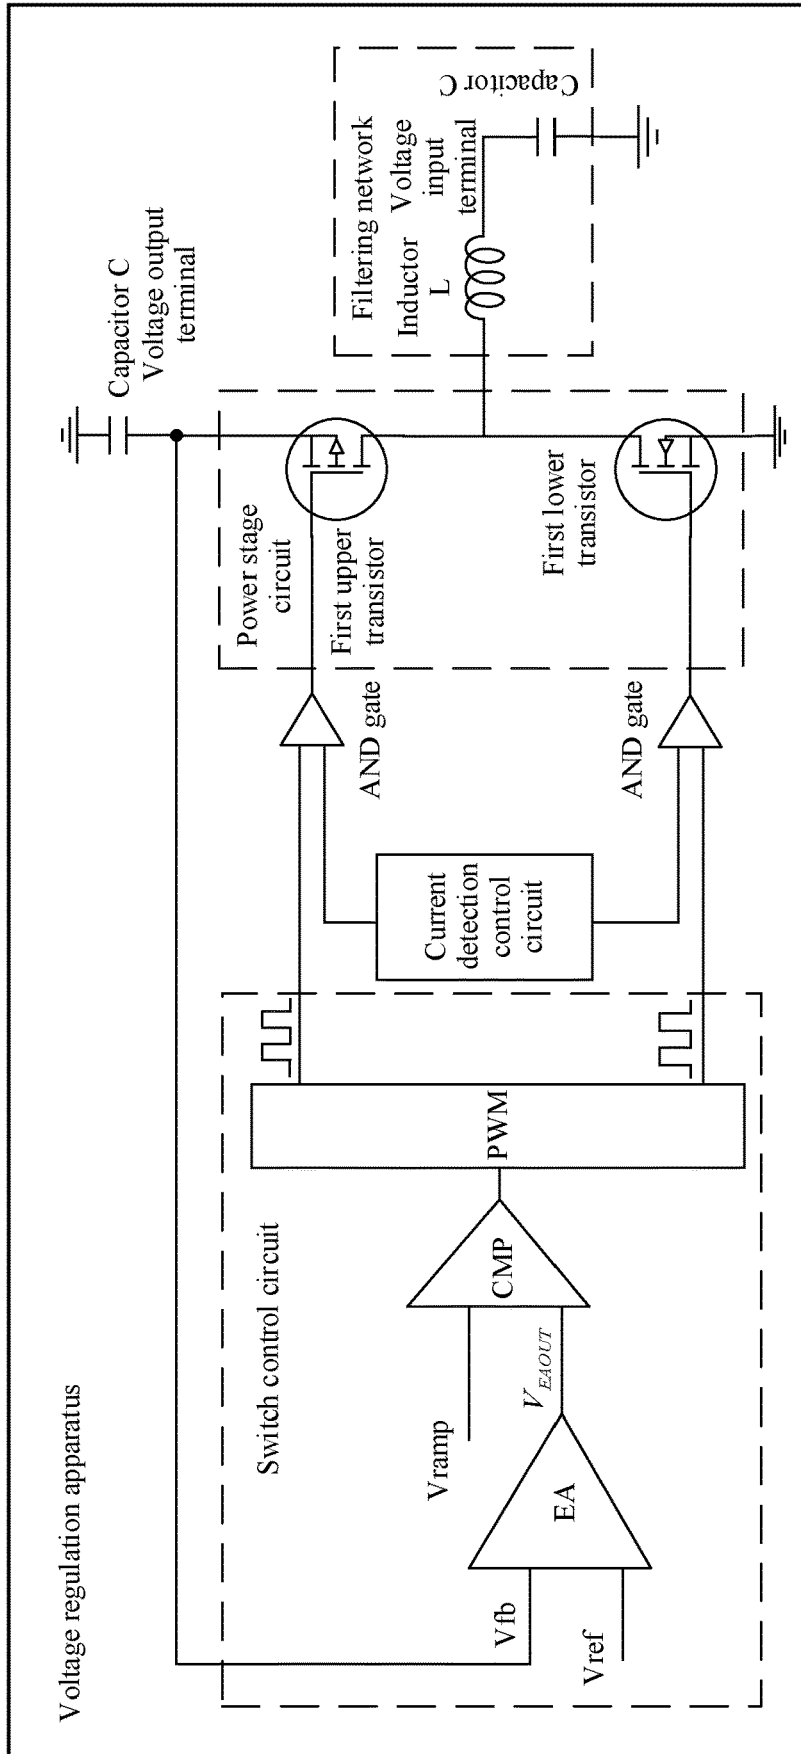 Voltage regulation apparatus
Switch control circuit
Vfb
Vref
EA
Vramp
VEAOUT
CMP
PWM
Current
detection
control
circuit
AND gate
AND gate
Power stage
circuit
First upper
transistor
First lower
transistor
Capacitor C
Voltage output
terminal
Filtering network
Inductor
L
Voltage
input
terminal
Capacitor C